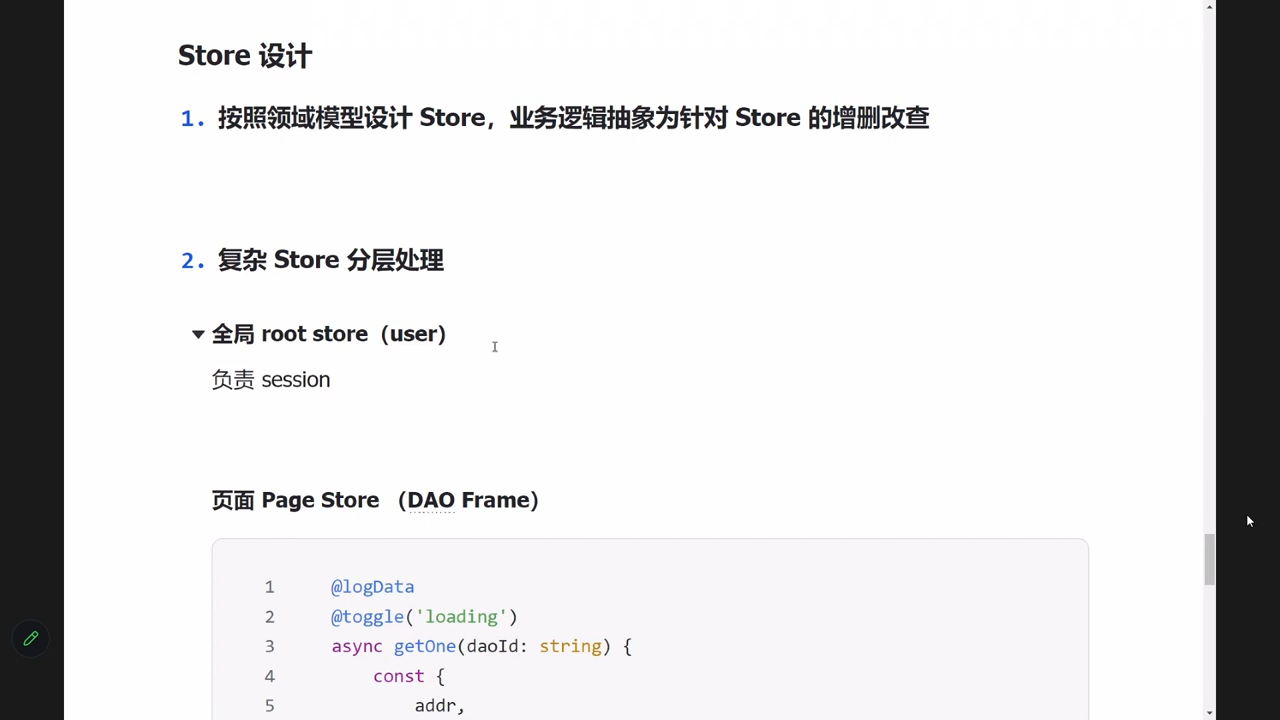 Store 设计
1. 按照领域模型设计 Store，业务逻辑抽象为针对 Store 的增删改查
2. 复杂 Store 分层处理
全局 root store（user）
负责 session
页面 Page Store （DAO Frame）
1 @logData
2 @toggle('loading')
3 async getOne(daoId: string) {
4 const {
5 addr,